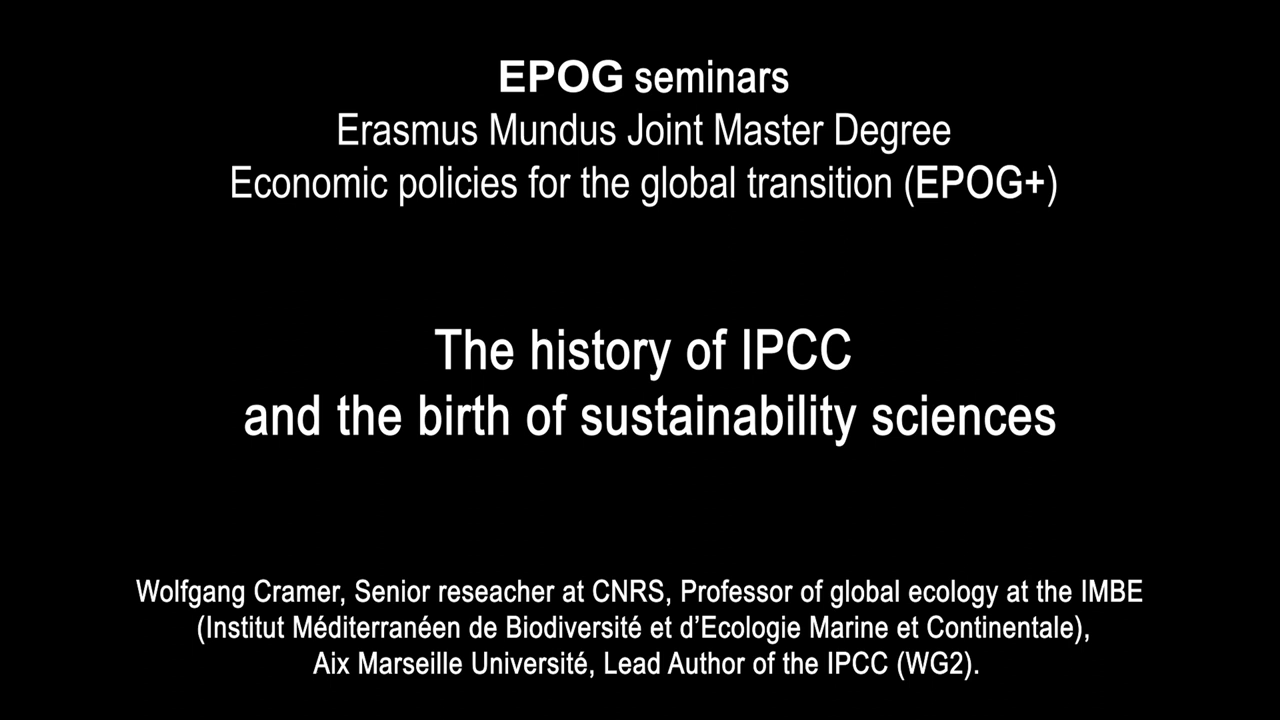 EPOG seminars
Erasmus Mundus Joint Master Degree
Economic policies for the global transition (EPOG+)
The history of IPCC
and the birth of sustainability sciences
Wolfgang Cramer, Senior reseacher at CNRS, Professor of global ecology at the IMBE
(Institut Méditerranéen de Biodiversité et d’Ecologie Marine et Continentale),
Aix Marseille Université, Lead Author of the IPCC (WG2).